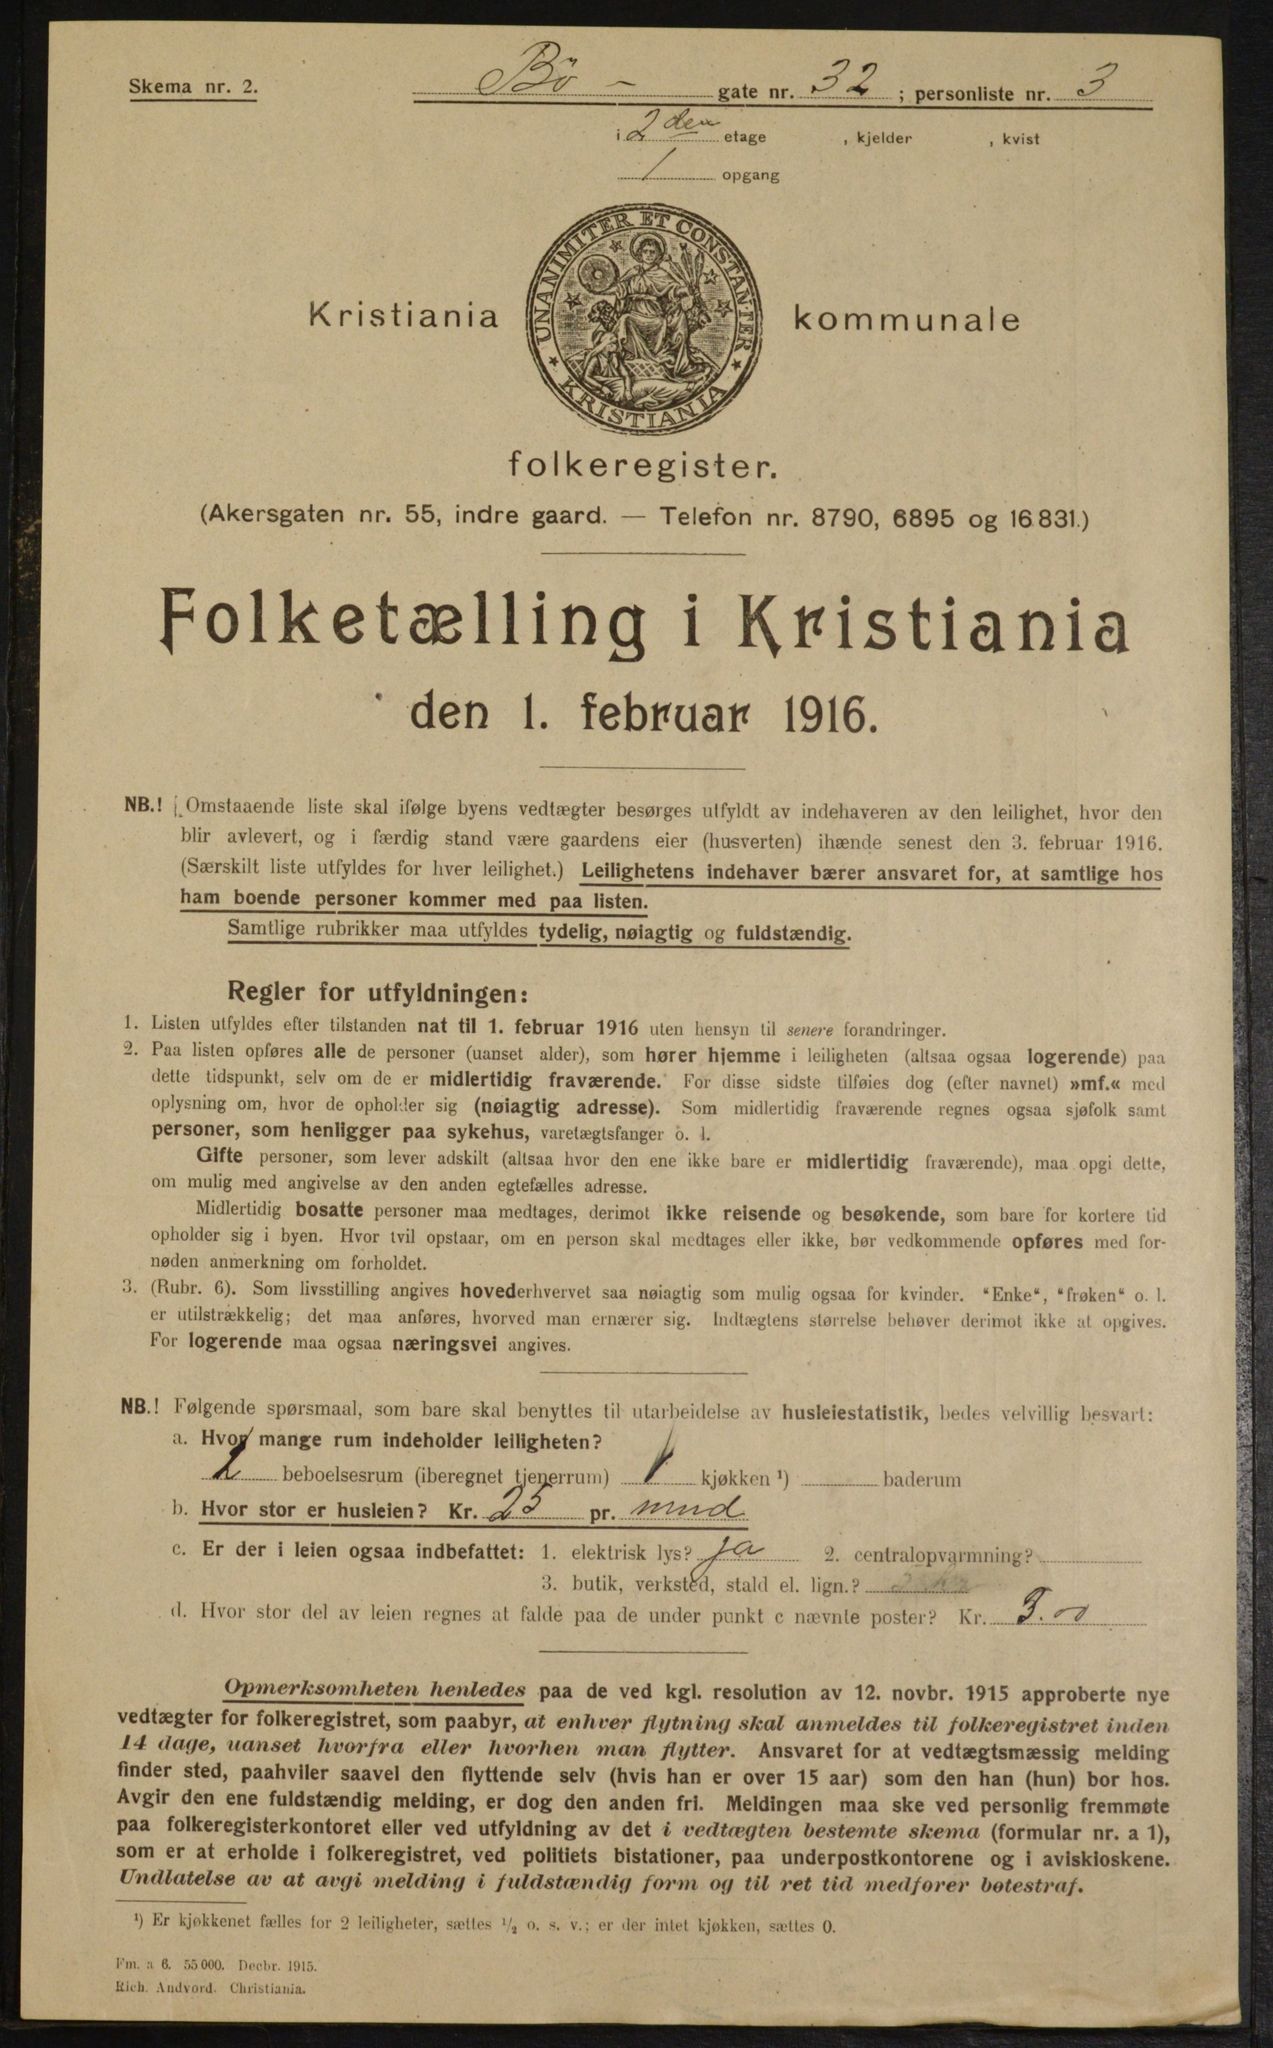 Skema nr. 2.
Bö - gate nr. 32 ; personliste nr. 3
i 2den etage , kjelder , kvist
1 opgang
UNANIMITER ET CONSTANTER
Kristiania kommunale
KRISTIANIA
folkeregister.
(Akersgaten nr. 55, indre gaard. — Telefon nr. 8790, 6895 og 16831.)
Folketælling i Kristiania
den 1. februar 1916.
NB.! Omstaaende liste skal ifølge byens vedtægter besørges utfyldt av indehaveren av den leilighet, hvor den
blir avlevert, og i færdig stand være gaardens eier (husverten) ihænde senest den 3. februar 1916.
(Særskilt liste utfyldes for hver leilighet.) Leilighetens indehaver bærer ansvaret for, at samtlige hos
ham boende personer kommer med paa listen.
Samtlige rubrikker maa utfyldes tydelig, nøiagtig og fuldstændig.
Regler for utfyldningen:
1. Listen utfyldes efter tilstanden nat til 1. februar 1916 uten hensyn til senere forandringer.
2. Paa listen opføres alle de personer (uanset alder), som hører hjemme i leiligheten (altsaa ogsaa logerende) paa
dette tidspunkt, selv om de er midlertidig fraværende. For disse sidste tilføies dog (efter navnet) »mf.« med
oplysning om, hvor de opholder sig (nøiagtig adresse). Som midlertidig fraværende regnes ogsaa sjøfolk samt
personer, som henligger paa sykehus, varetægtsfanger o. l.
Gifte personer, som lever adskilt (altsaa hvor den ene ikke bare er midlertidig fraværende), maa opgi dette,
om mulig med angivelse av den anden egtefælles adresse.
Midlertidig bosatte personer maa medtages, derimot ikke reisende og besøkende, som bare for kortere tid
opholder sig i byen. Hvor tvil opstaar, om en person skal medtages eller ikke, bør vedkommende opføres med for-
nøden anmerkning om forholdet.
3. (Rubr. 6). Som livsstilling angives hovederhvervet saa nøiagtig som mulig ogsaa for kvinder. "Enke", "frøken" o. l.
er utilstrækkelig; det maa anføres, hvorved man ernærer sig. Indtægtens størrelse behøver derimot ikke at opgives.
For logerende maa ogsaa næringsvei angives.
NB.! Følgende spørsmaal, som bare skal benyttes til utarbeidelse av husleiestatistik, bedes velvillig besvart:
a. Hvor mange rum indeholder leiligheten?
2 beboelsesrum (iberegnet tjenerrum) 1 kjøkken ¹) baderum
b. Hvor stor er husleien? Kr. 25 pr. mnd
c. Er der i leien ogsaa indbefattet: 1. elektrisk lys? ja 2. centralopvarmning?
3. butik, verksted, stald el. lign.?
d. Hvor stor del av leien regnes at falde paa de under punkt c nævnte poster? Kr. 3.00
Opmerksomheten henledes paa de ved kgl. resolution av 12. novbr. 1915 approberte nye
vedtægter for folkeregistret, som paabyr, at enhver flytning skal anmeldes til folkeregistret inden
14 dage, uanset hvorfra eller hvorhen man flytter. Ansvaret for at vedtægtsmæssig melding
finder sted, paahviler saavel den flyttende selv (hvis han er over 15 aar) som den han (hun) bor hos.
Avgir den ene fuldstændig melding, er dog den anden fri. Meldingen maa ske ved personlig fremmøte
paa folkeregisterkontoret eller ved utfyldning av det i vedtægten bestemte skema (formular nr. a 1),
som er at erholde i folkeregistret, ved politiets bistationer, paa underpostkontorene og i aviskioskene.
Undlatelse av at avgi melding i fuldstændig form og til ret tid medfører bøtestraf.
¹) Er kjøkkenet fælles for 2 leiligheter, sættes ½ o. s. v.; er der intet kjøkken, sættes 0.
Fm. a 6. 55000. Decbr. 1915.
Rich. Andvord. Christiania.